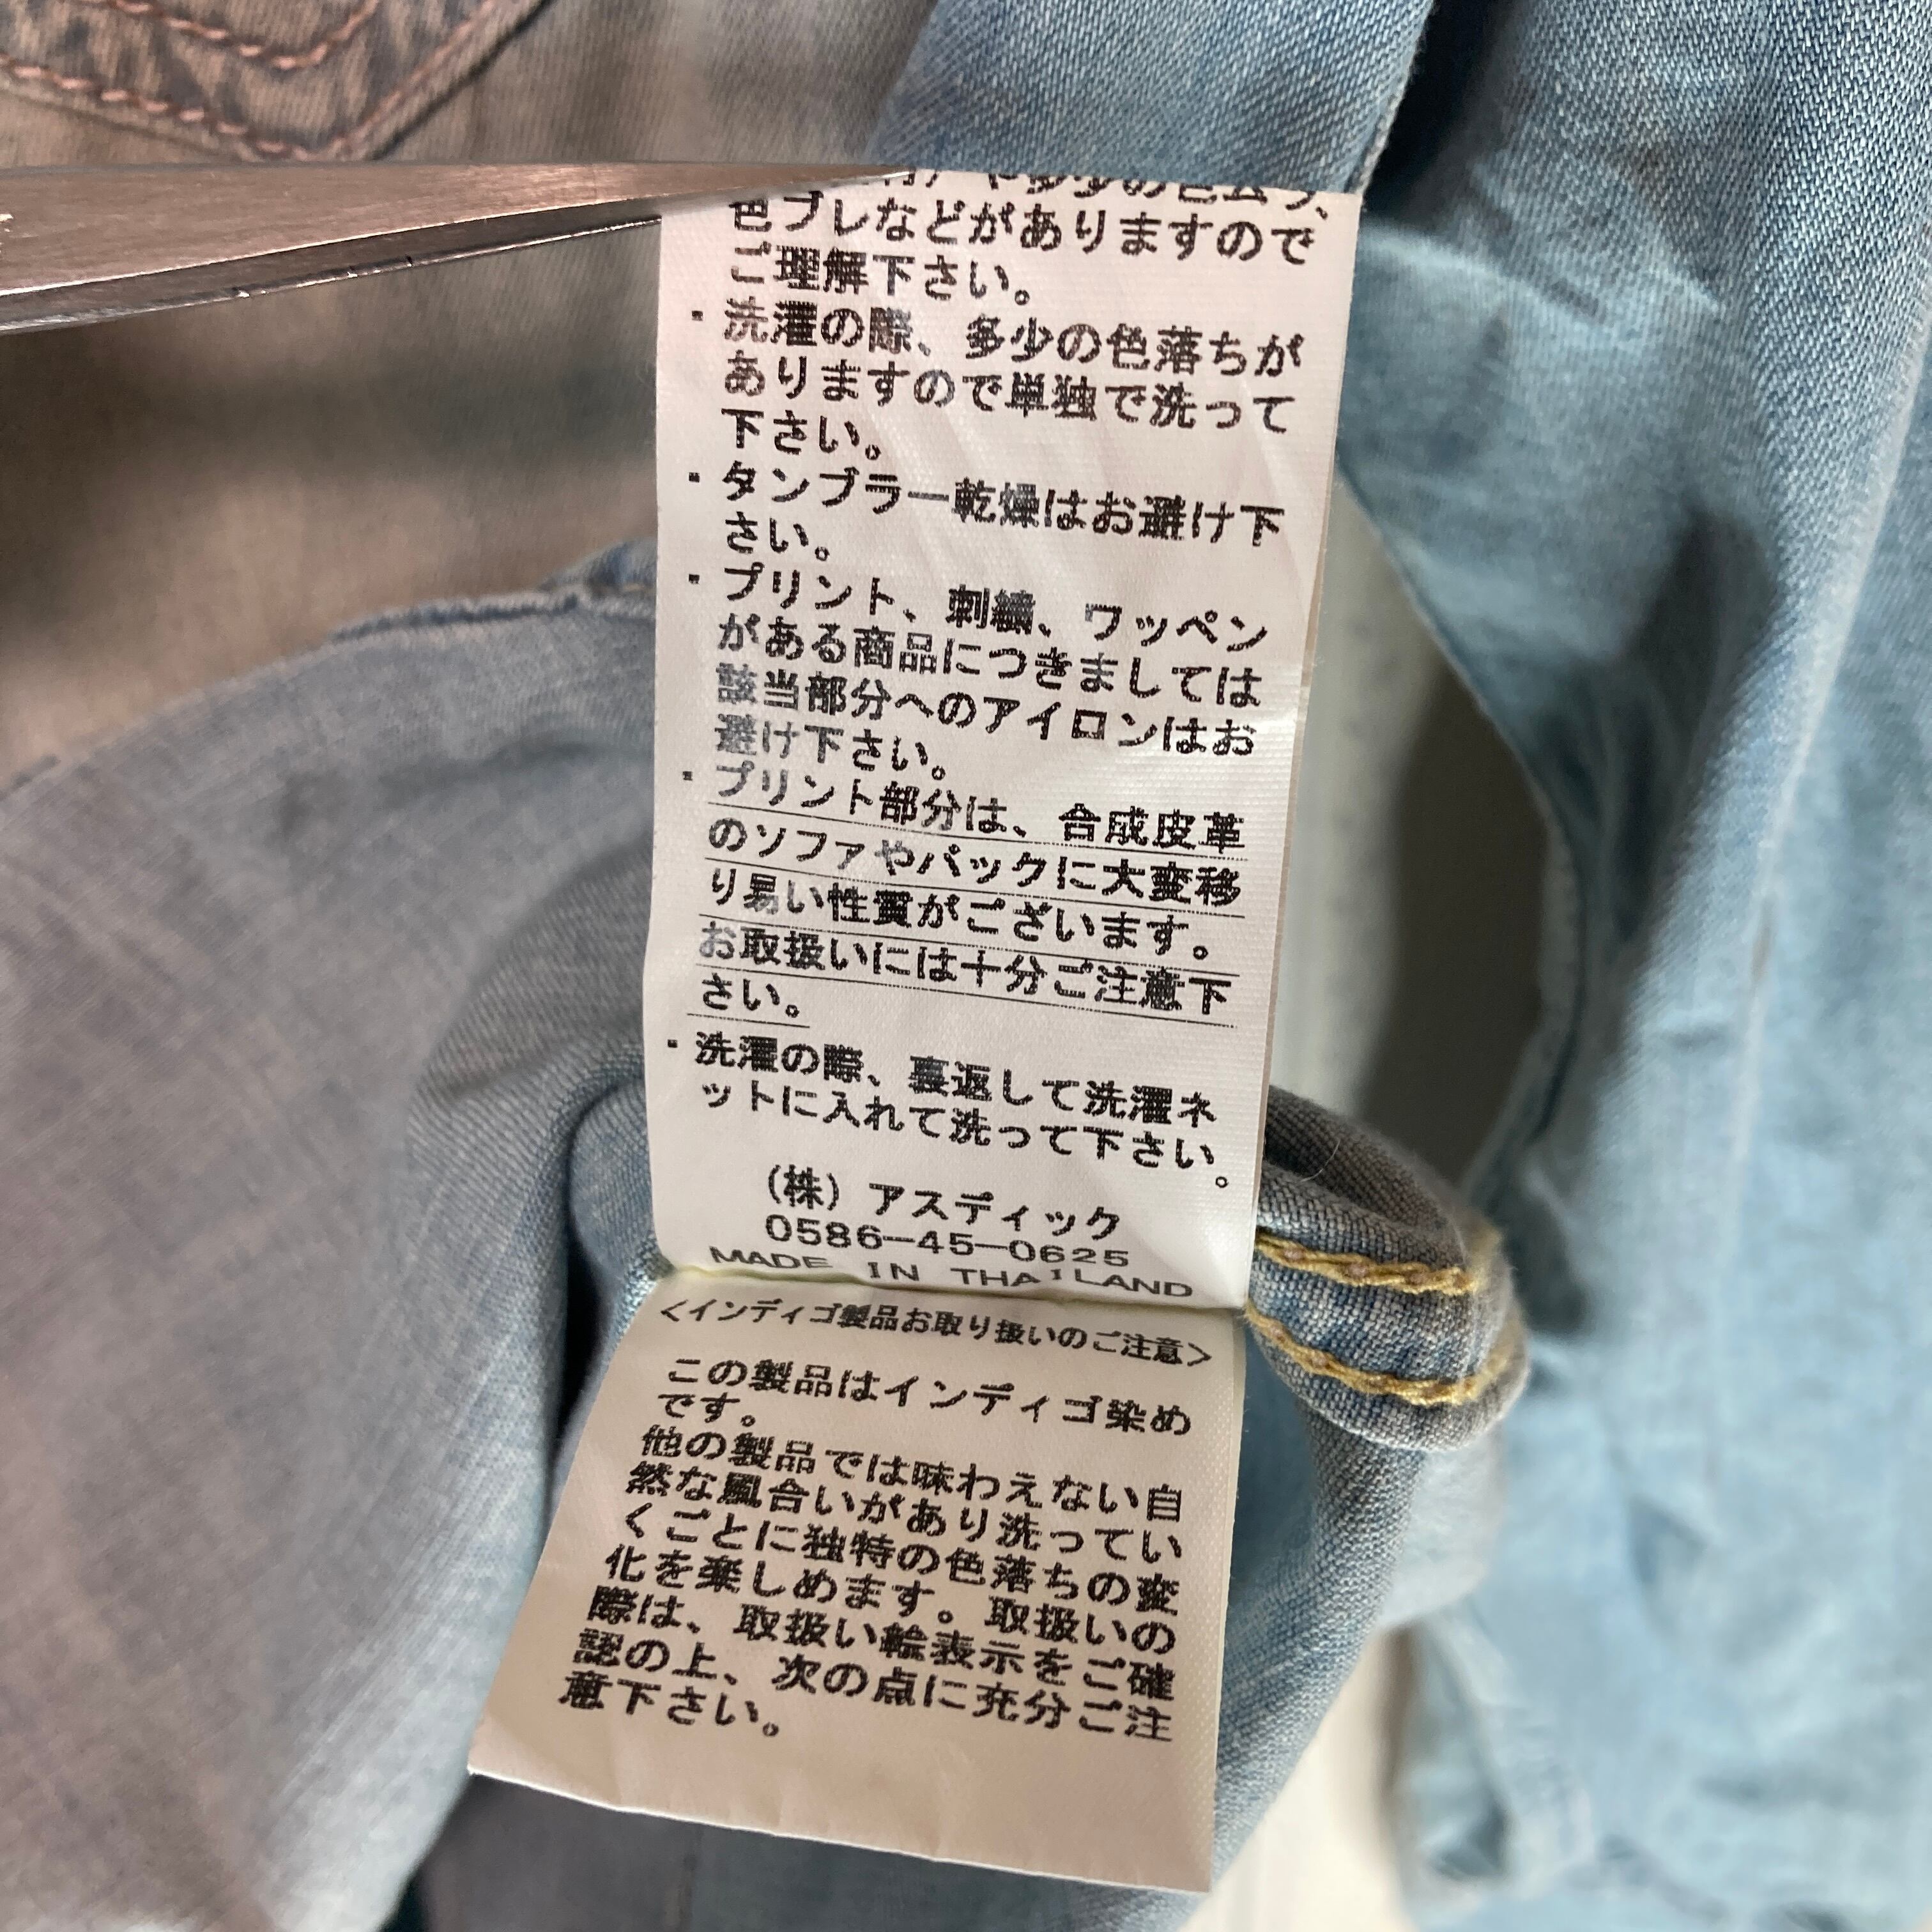 や多少の色ムラ、
色ブレなどがありますので
ご理解下さい。
・洗濯の際、多少の色落ちが
ありますので単独で洗って
下さい。
・タンブラー乾燥はお避け下
さい。
・プリント、刺繍、ワッペン
がある商品につきましては
該当部分へのアイロンはお
避け下さい。
・プリント部分は、合成皮革
のソファやバックに大変移
り易い性質がございます。
お取扱いには十分ご注意下
さい。
・洗濯の際、裏返して洗濯ネ
ットに入れて洗って下さい。
(株)アスディック
0586-45-0625
MADE IN THAILAND
<インディゴ製品お取り扱いのご注意>
この製品はインディゴ染め
です。
他の製品では味わえない自
然な風合いがあり洗ってい
くごとに独特の色落ちの変
化を楽しめます。取扱いの
際は、取扱い絵表示をご確
認の上、次の点に充分ご注
意下さい。